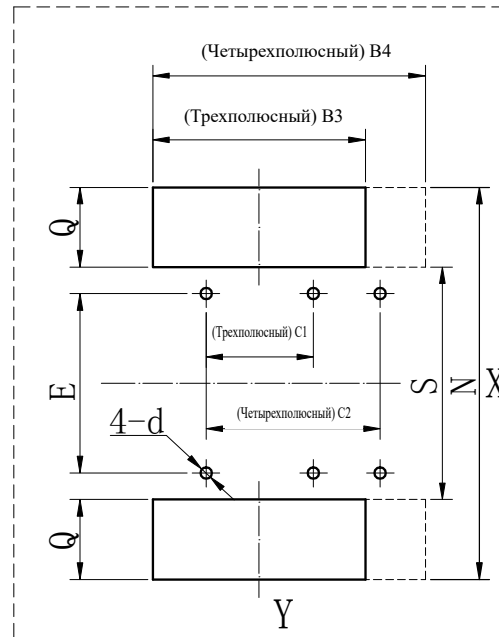 (Четырехполюсный) B4
(Трехполюсный) B3
Q
(Трехполюсный) C1
E
S
N
X
(Четырехполюсный) C2
4-d
Q
Y